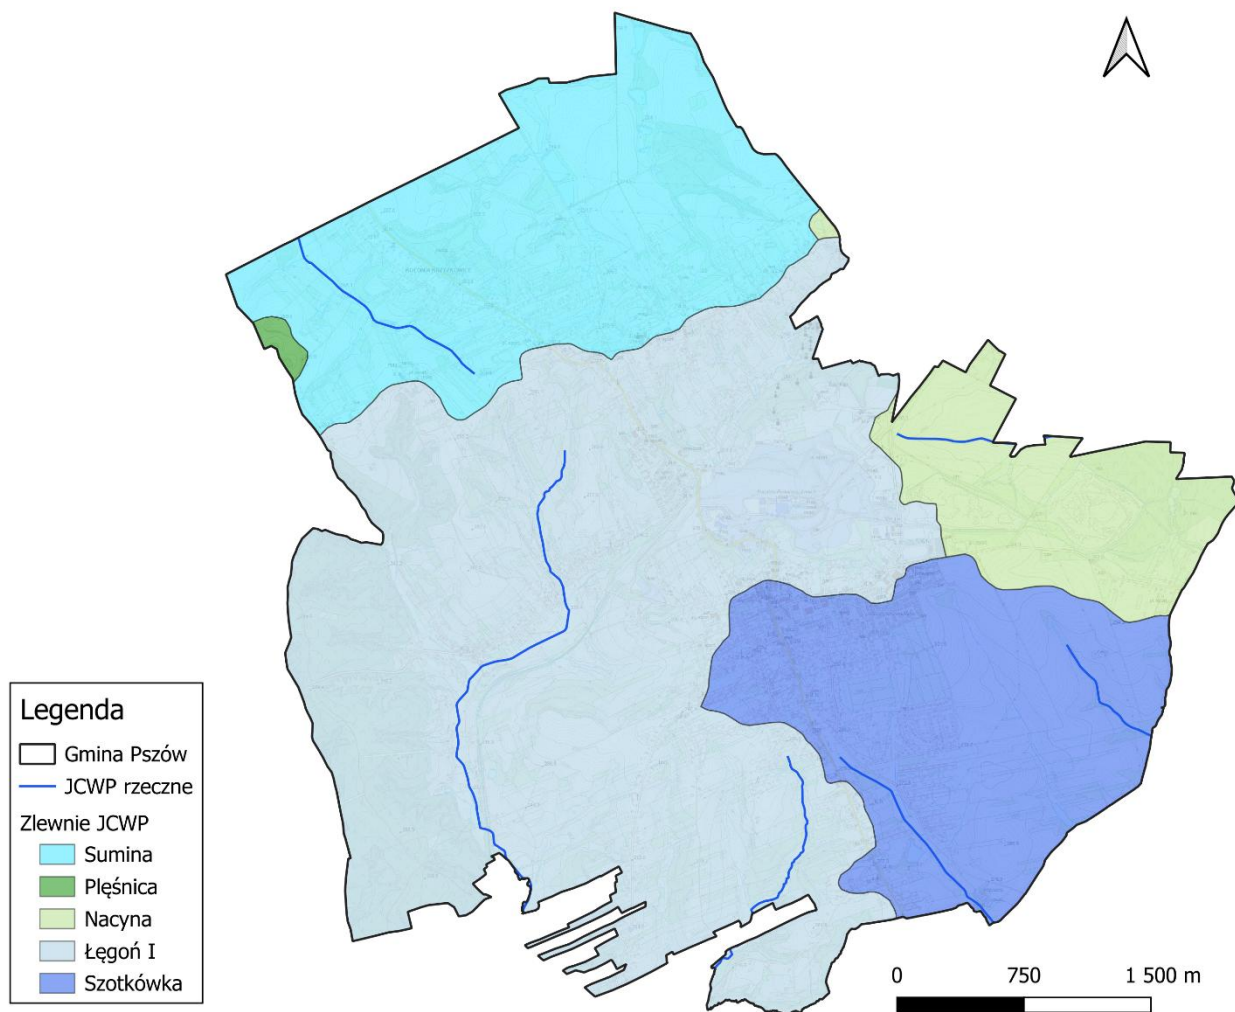 Legenda
Gmina Pszów
JCWP rzeczne
Zlewnie JCWP
Sumina
Plęśnica
Nacyna
Łęgoń I
Szotkówka
0 750 1 500 m